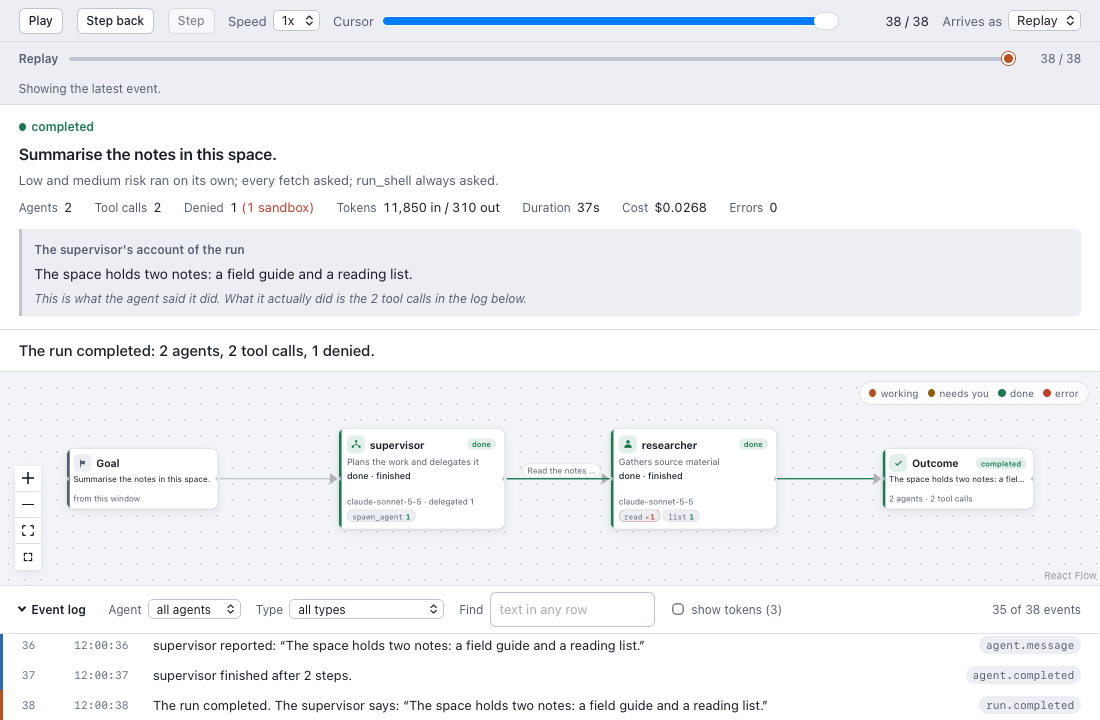 Play Step back Step Speed 1x Cursor 38 / 38 Arrives as Replay
Replay 38 / 38
Showing the latest event.
completed
Summarise the notes in this space.
Low and medium risk ran on its own; every fetch asked; run_shell always asked.
Agents 2 Tool calls 2 Denied 1 (1 sandbox) Tokens 11,850 in / 310 out Duration 37s Cost $0.0268 Errors 0
The supervisor's account of the run
The space holds two notes: a field guide and a reading list.
This is what the agent said it did. What it actually did is the 2 tool calls in the log below.
The run completed: 2 agents, 2 tool calls, 1 denied.
working needs you done error
Goal
Summarise the notes in this space.
from this window
supervisor done
Plans the work and delegates it
done · finished
claude-sonnet-5-5 · delegated 1
spawn_agent 1
Read the notes ...
researcher done
Gathers source material
done · finished
claude-sonnet-5-5
read ×1 list 1
Outcome completed
The space holds two notes: a fiel...
2 agents · 2 tool calls
React Flow
Event log Agent all agents Type all types Find text in any row show tokens (3) 35 of 38 events
36 12:00:36 supervisor reported: “The space holds two notes: a field guide and a reading list.” agent.message
37 12:00:37 supervisor finished after 2 steps. agent.completed
38 12:00:38 The run completed. The supervisor says: “The space holds two notes: a field guide and a reading list.” run.completed